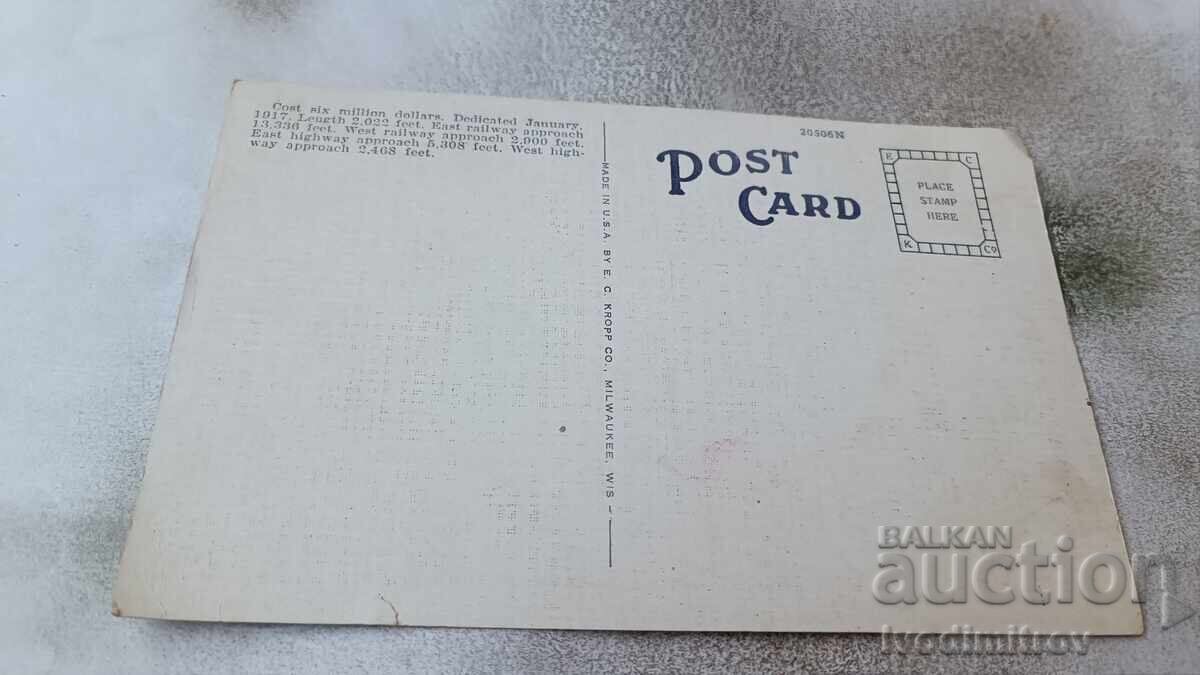 Cost six million dollars. Dedicated January,
1917. Length 2,022 feet. East railway approach
13,336 feet. West railway approach 2,900 feet.
East highway approach 5,308 feet. West high-
way approach 2,468 feet.
MADE IN U.S.A. BY E. C. KROPP CO., MILWAUKEE, WIS
20506N
POST
CARD
E C
PLACE
STAMP
HERE
K Co
BALKAN
auction
Ivodimitrov